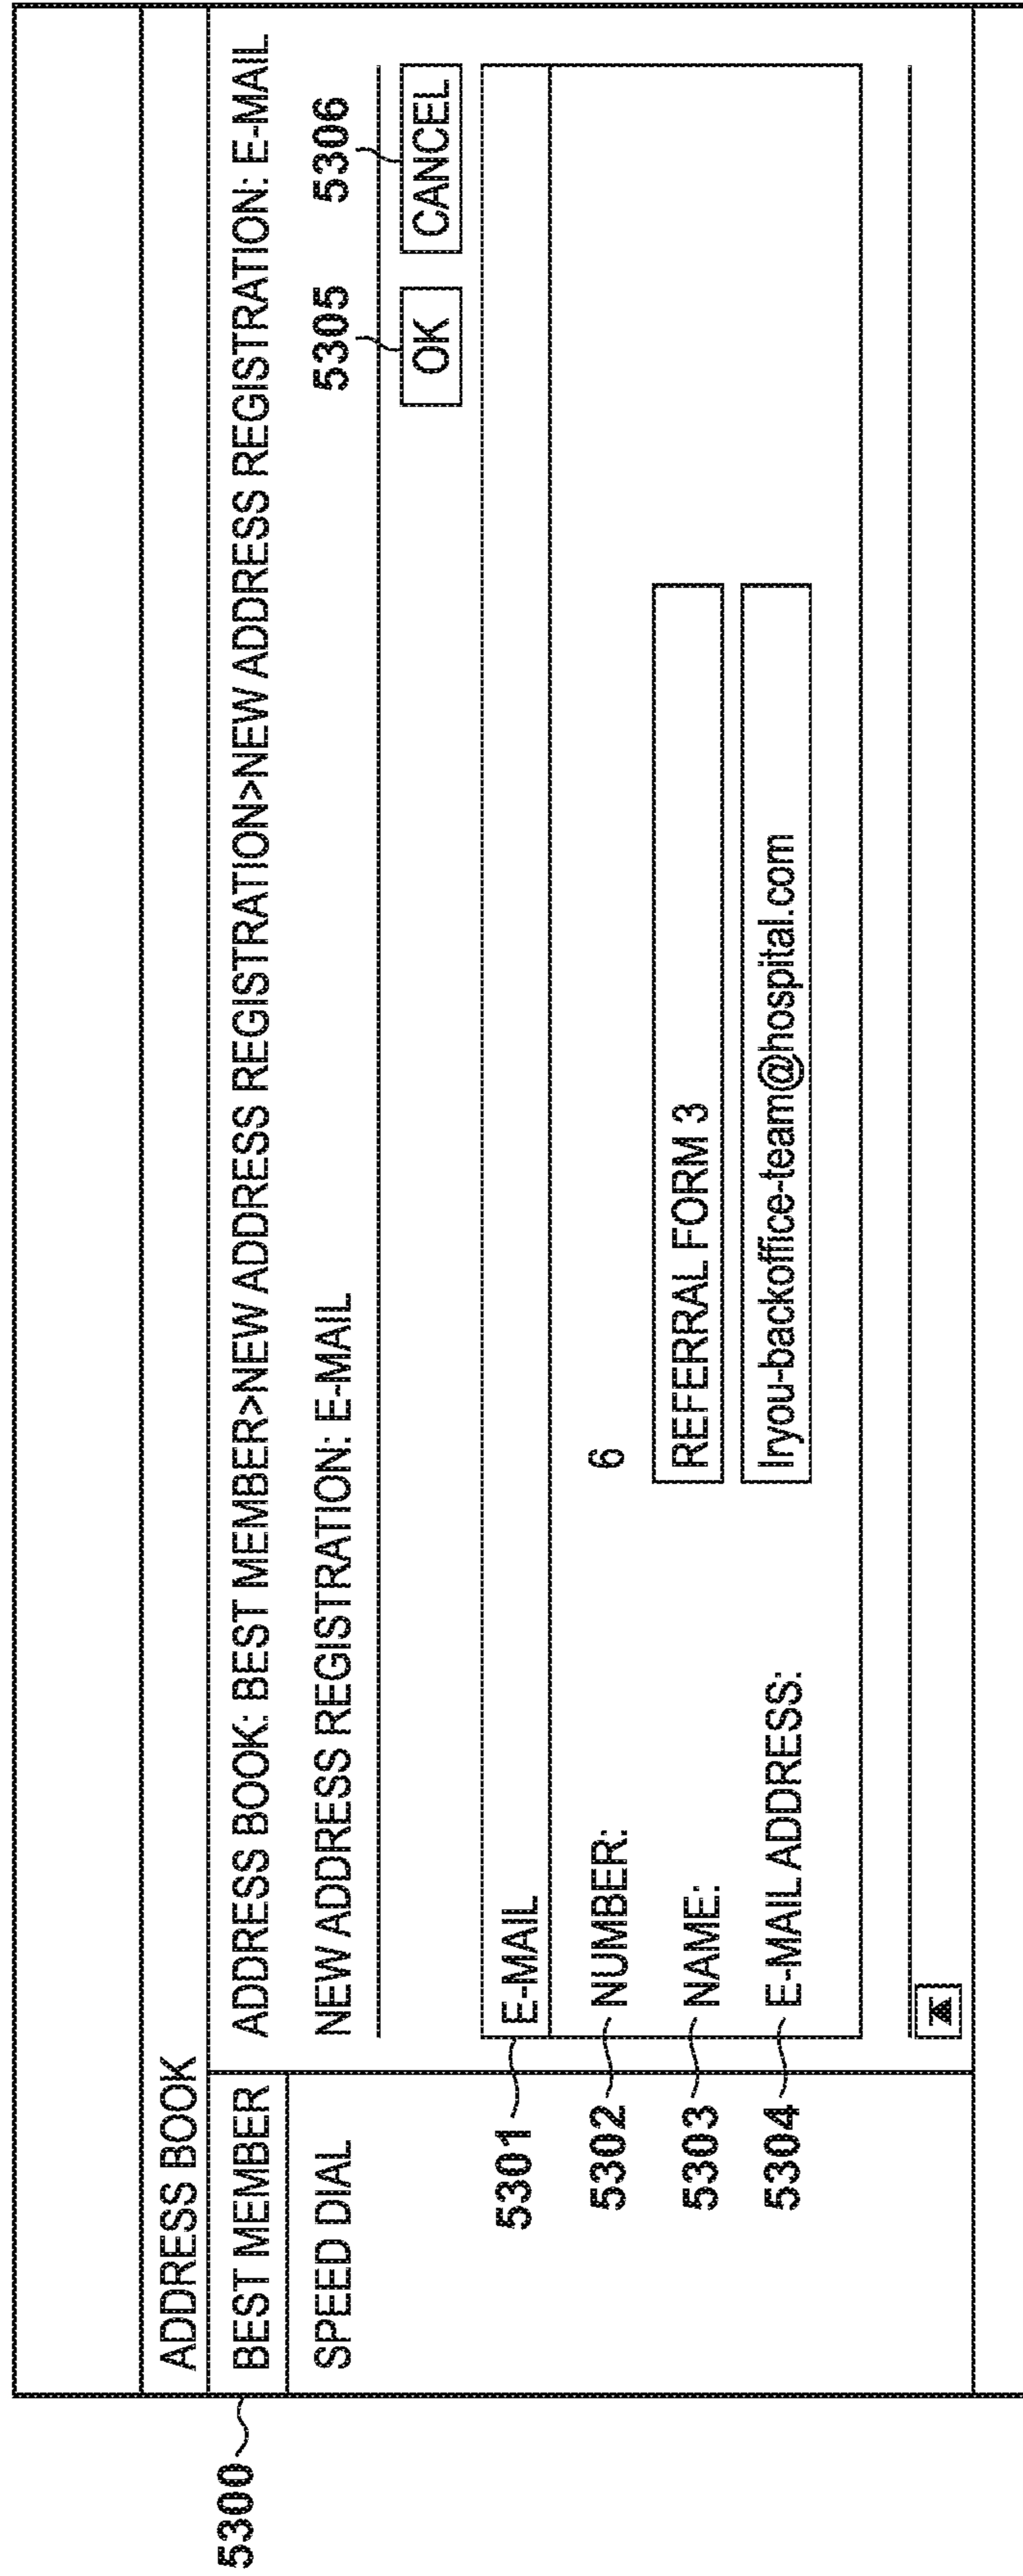 ADDRESS BOOK
5300
BEST MEMBER
SPEED DIAL
ADDRESS BOOK: BEST MEMBER>NEW ADDRESS REGISTRATION>NEW ADDRESS REGISTRATION: E-MAIL
NEW ADDRESS REGISTRATION: E-MAIL
5305
5306
OK
CANCEL
5301
E-MAIL
5302
NUMBER:
6
5303
NAME:
REFERRAL FORM 3
5304
E-MAIL ADDRESS:
Iryou-backoffice-team@hospital.com